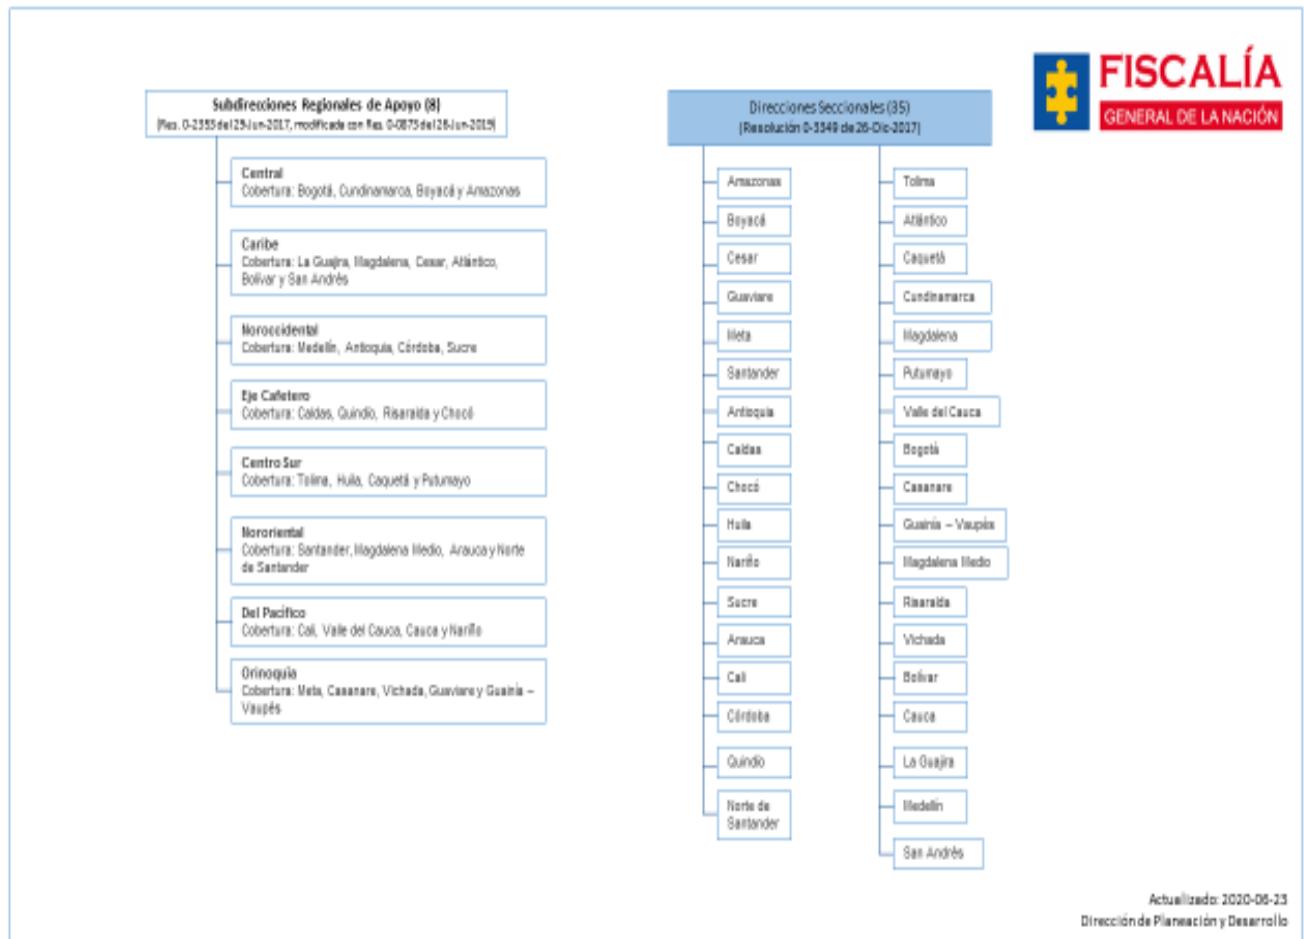 FISCALÍA
GENERAL DE LA NACIÓN
Subdirecciones Regionales de Apoyo (8)
(Res. 0-2353 del 29-Jun-2017, modificada con Res. 0-0873 del 26-Jun-2019)
Central
Cobertura: Bogotá, Cundinamarca, Boyacá y Amazonas
Caribe
Cobertura: La Guajira, Magdalena, Cesar, Atlántico,
Bolívar y San Andrés
Noroccidental
Cobertura: Medellín, Antioquia, Córdoba, Sucre
Eje Cafetero
Cobertura: Caldas, Quindío, Risaralda y Chocó
Centro Sur
Cobertura: Tolima, Huila, Caquetá y Putumayo
Nororiental
Cobertura: Santander, Magdalena Medio, Arauca y Norte
de Santander
Del Pacífico
Cobertura: Cali, Valle del Cauca, Cauca y Nariño
Orinoquía
Cobertura: Meta, Casanare, Vichada, Guaviare y Guainía –
Vaupés
Direcciones Seccionales (35)
(Resolución 0-3549 de 26-Dic-2017)
Amazonas
Boyacá
Cesar
Guaviare
Meta
Santander
Antioquia
Caldas
Chocó
Huila
Nariño
Sucre
Arauca
Cali
Córdoba
Quindío
Norte de
Santander
Tolima
Atlántico
Caquetá
Cundinamarca
Magdalena
Putumayo
Valle del Cauca
Bogotá
Casanare
Guainía – Vaupés
Magdalena Medio
Risaralda
Vichada
Bolívar
Cauca
La Guajira
Medellín
San Andrés
Actualizado: 2020-06-23
Dirección de Planeación y Desarrollo